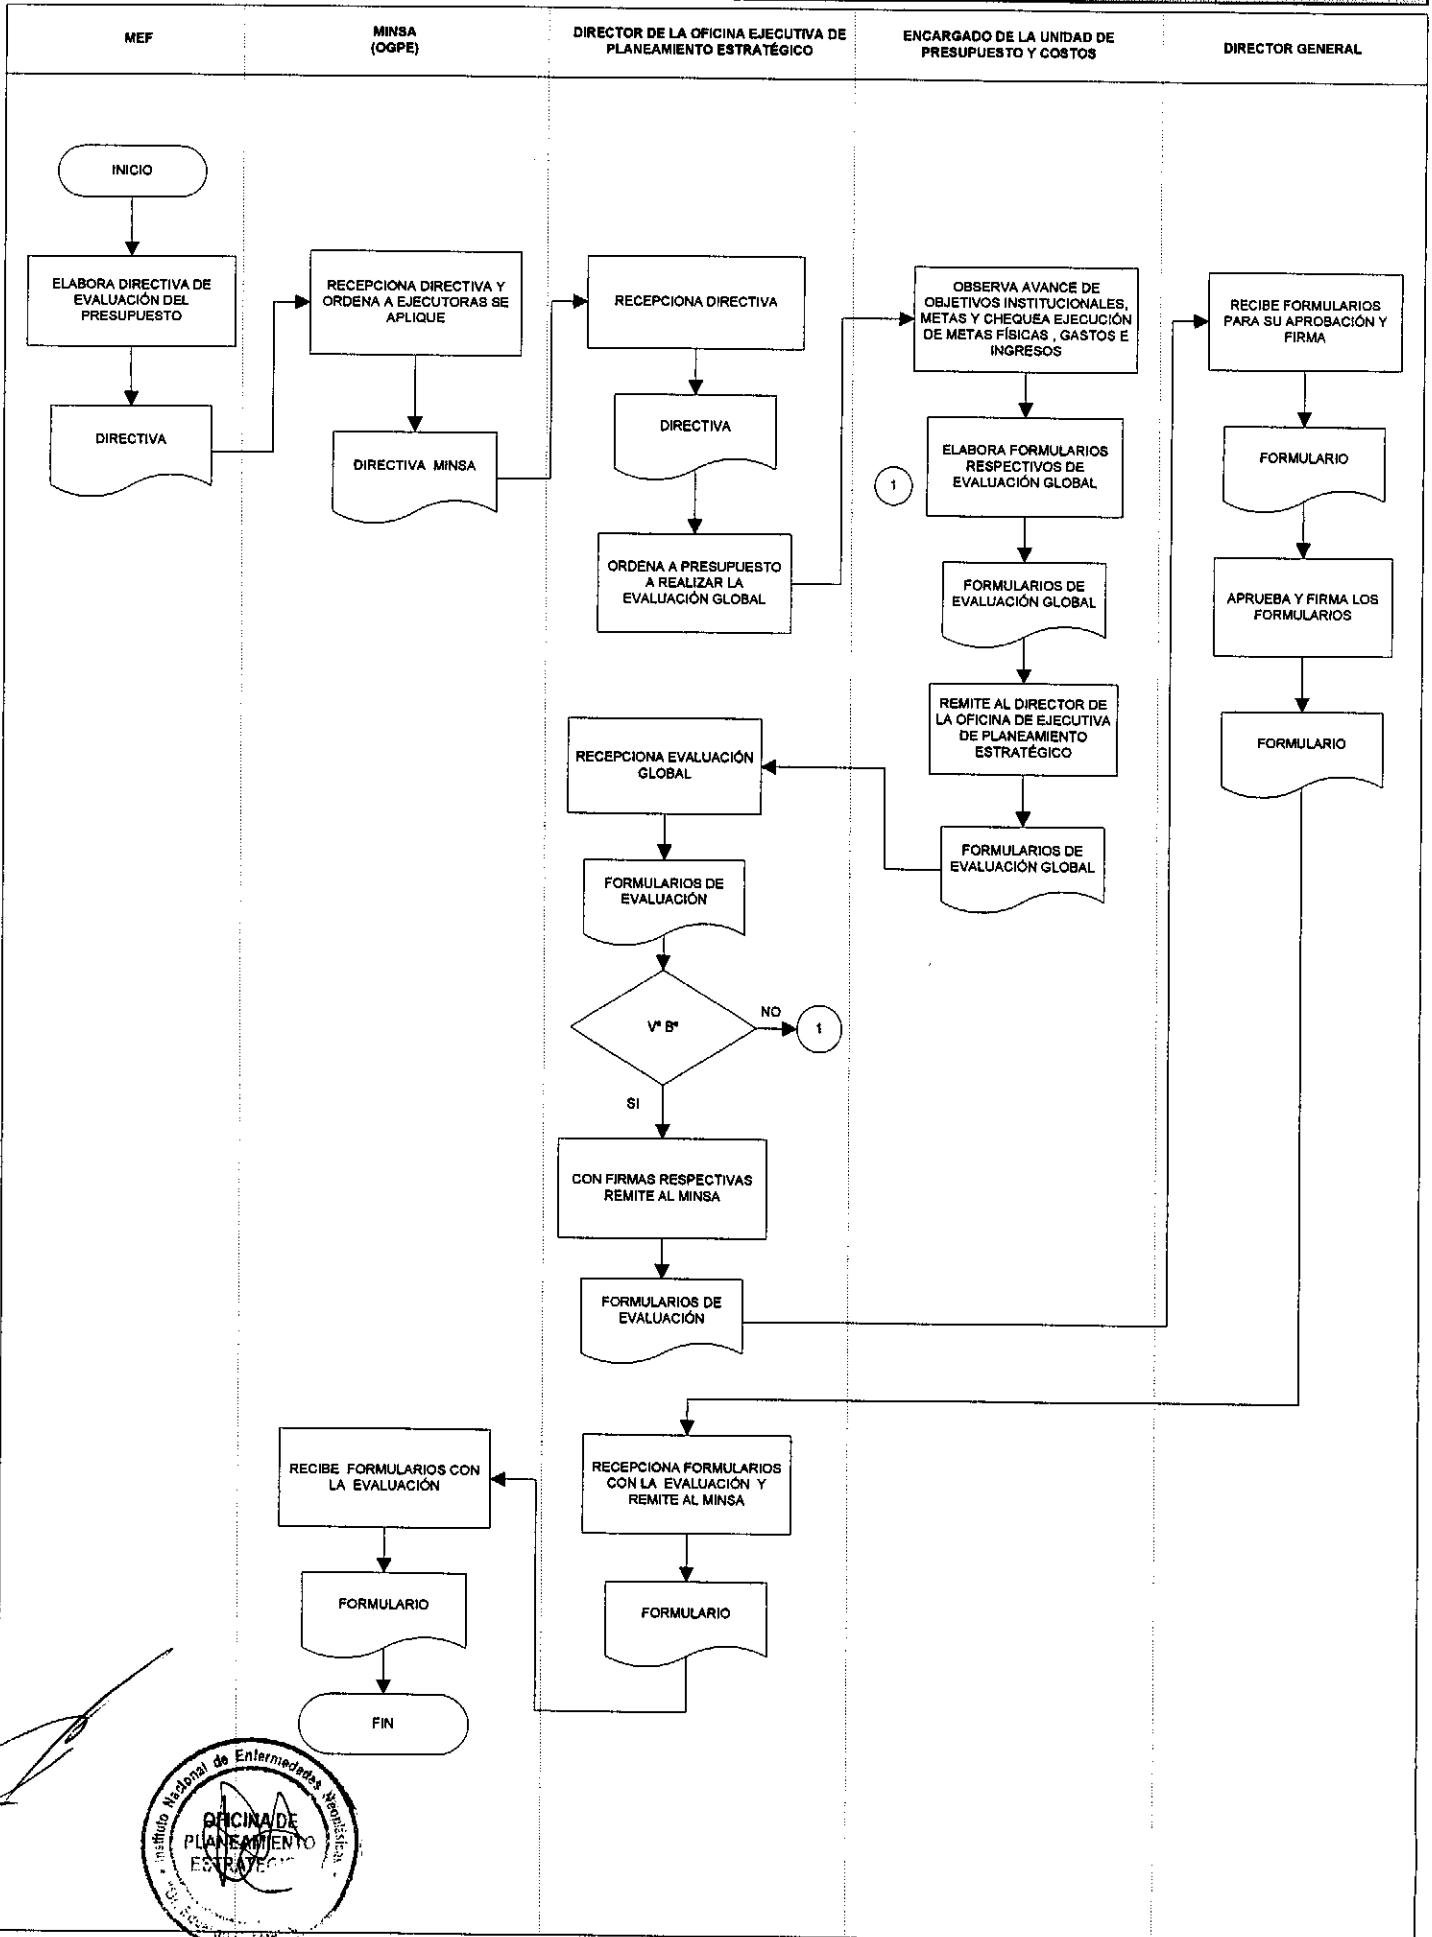 MEF
MINSA
(OGPE)
DIRECTOR DE LA OFICINA EJECUTIVA DE
PLANEAMIENTO ESTRATÉGICO
ENCARGADO DE LA UNIDAD DE
PRESUPUESTO Y COSTOS
DIRECTOR GENERAL
INICIO
ELABORA DIRECTIVA DE
EVALUACIÓN DEL
PRESUPUESTO
DIRECTIVA
RECEPCIONA DIRECTIVA Y
ORDENA A EJECUTORAS SE
APLIQUE
DIRECTIVA MINSA
RECEPCIONA DIRECTIVA
DIRECTIVA
ORDENA A PRESUPUESTO
A REALIZAR LA
EVALUACIÓN GLOBAL
OBSERVA AVANCE DE
OBJETIVOS INSTITUCIONALES,
METAS Y CHEQUEA EJECUCIÓN
DE METAS FÍSICAS , GASTOS E
INGRESOS
1
ELABORA FORMULARIOS
RESPECTIVOS DE
EVALUACIÓN GLOBAL
FORMULARIOS DE
EVALUACIÓN GLOBAL
REMITE AL DIRECTOR DE
LA OFICINA DE EJECUTIVA
DE PLANEAMIENTO
ESTRATÉGICO
FORMULARIOS DE
EVALUACIÓN GLOBAL
RECEPCIONA EVALUACIÓN
GLOBAL
FORMULARIOS DE
EVALUACIÓN
Vº Bº
NO
1
SI
CON FIRMAS RESPECTIVAS
REMITE AL MINSA
FORMULARIOS DE
EVALUACIÓN
RECIBE FORMULARIOS
PARA SU APROBACIÓN Y
FIRMA
FORMULARIO
APRUEBA Y FIRMA LOS
FORMULARIOS
FORMULARIO
RECEPCIONA FORMULARIOS
CON LA EVALUACIÓN Y
REMITE AL MINSA
FORMULARIO
RECIBE FORMULARIOS CON
LA EVALUACIÓN
FORMULARIO
FIN
Instituto Nacional de Enfermedades Neoplásicas
OFICINA DE
PLANEAMIENTO